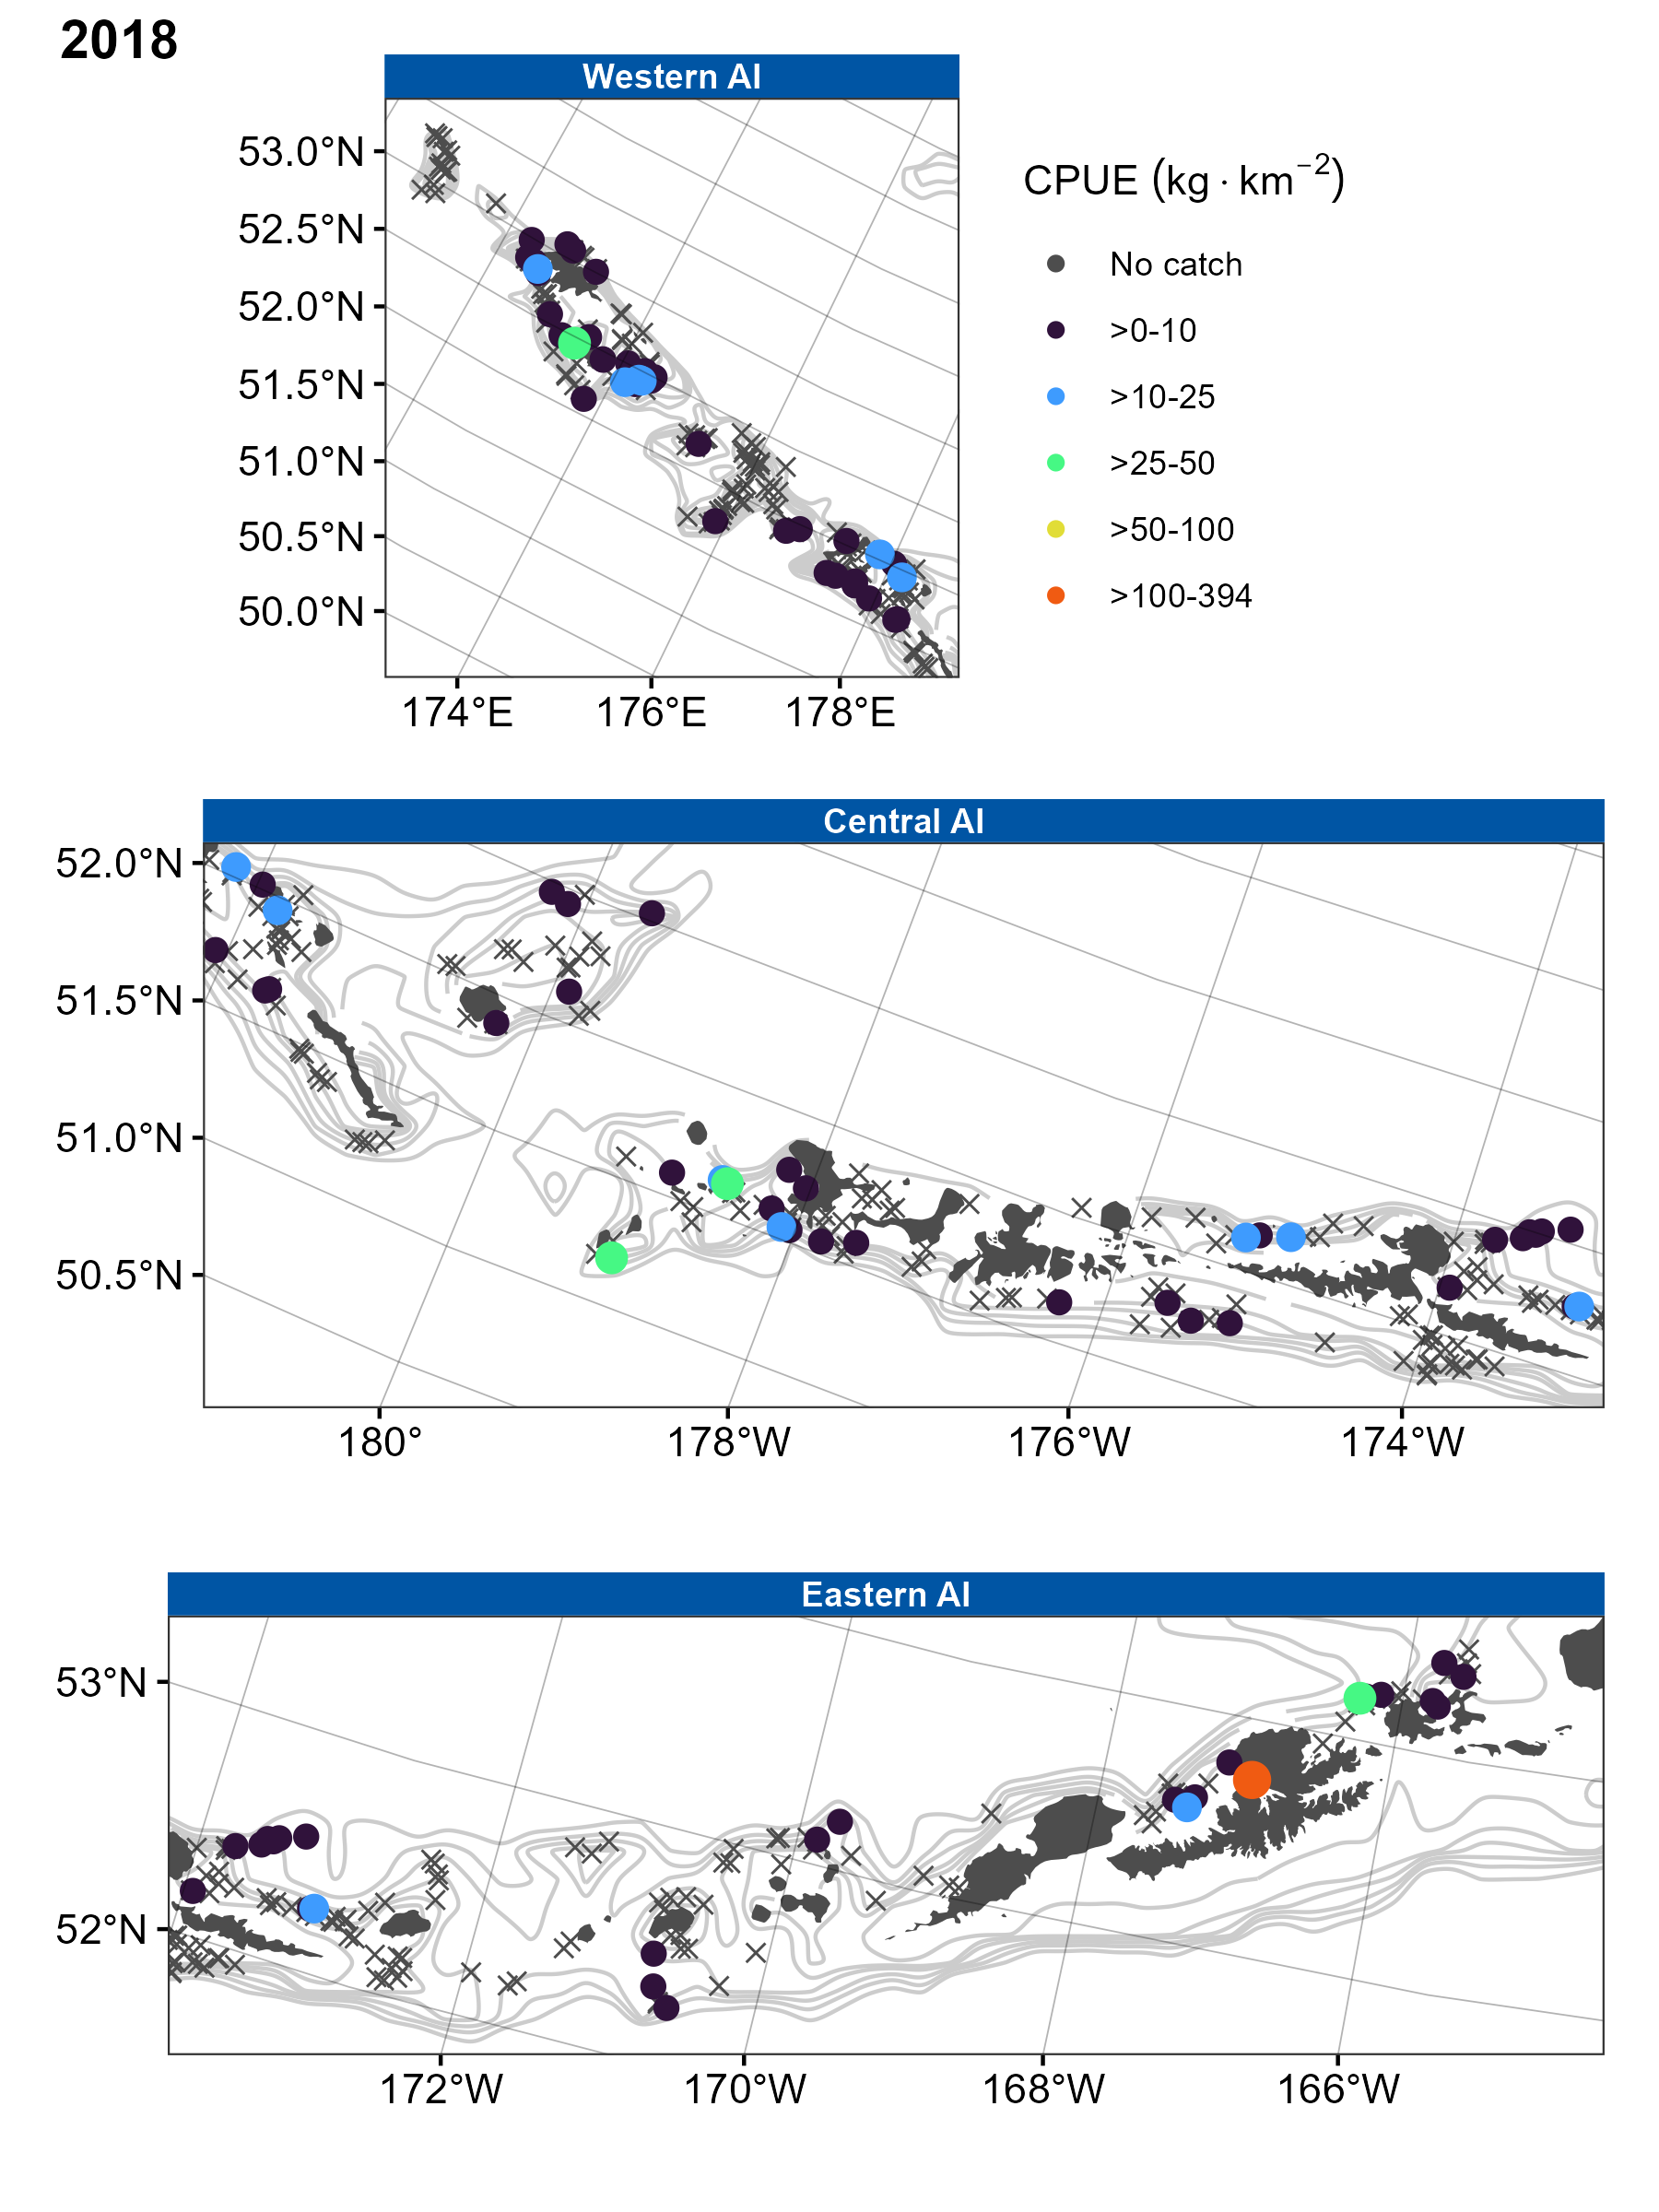 2018
Western AI
53.0°N
52.5°N
52.0°N
51.5°N
51.0°N
50.5°N
50.0°N
174°E 176°E 178°E
CPUE (kg · km⁻²)
No catch
>0-10
>10-25
>25-50
>50-100
>100-394
Central AI
52.0°N
51.5°N
51.0°N
50.5°N
180° 178°W 176°W 174°W
Eastern AI
53°N
52°N
172°W 170°W 168°W 166°W